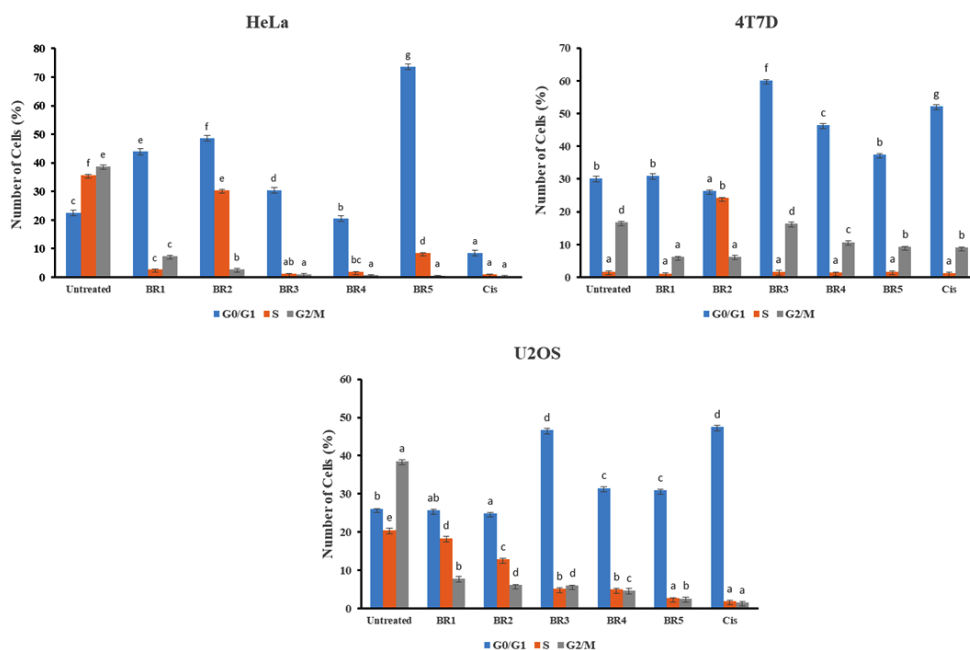 HeLa
Number of Cells (%)
80
70
60
50
40
30
20
10
0
c f e
e c c
f e b
d ab a
b bc a
g d a
a a a
Untreated BR1 BR2 BR3 BR4 BR5 Cis
G0/G1 S G2/M
4T7D
Number of Cells (%)
70
60
50
40
30
20
10
0
b a d
b a a
a b a
f a d
c a c
b a b
g a b
Untreated BR1 BR2 BR3 BR4 BR5 Cis
G0/G1 S G2/M
U2OS
Number of Cells (%)
60
50
40
30
20
10
0
b e a
ab d b
a c d
d b d
c b c
c a b
d a a
Untreated BR1 BR2 BR3 BR4 BR5 Cis
G0/G1 S G2/M